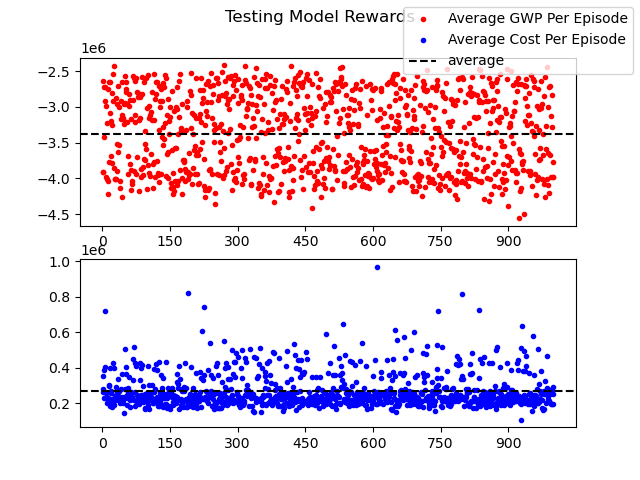 Testing Model Rewards
Average GWP Per Episode
Average Cost Per Episode
average
1e6
−2.5
−3.0
−3.5
−4.0
−4.5
0 150 300 450 600 750 900
1e6
1.0
0.8
0.6
0.4
0.2
0 150 300 450 600 750 900